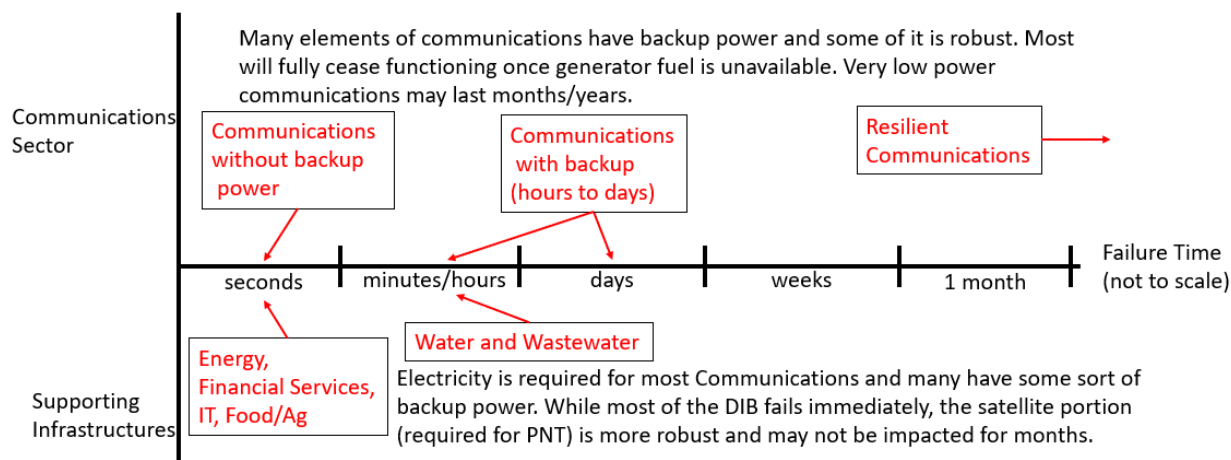 Many elements of communications have backup power and some of it is robust. Most
will fully cease functioning once generator fuel is unavailable. Very low power
communications may last months/years.
Communications
Sector
Communications
without backup
power
Communications
with backup
(hours to days)
Resilient
Communications
seconds
minutes/hours
days
weeks
1 month
Failure Time
(not to scale)
Energy,
Financial Services,
IT, Food/Ag
Water and Wastewater
Supporting
Infrastructures
Electricity is required for most Communications and many have some sort of
backup power. While most of the DIB fails immediately, the satellite portion
(required for PNT) is more robust and may not be impacted for months.